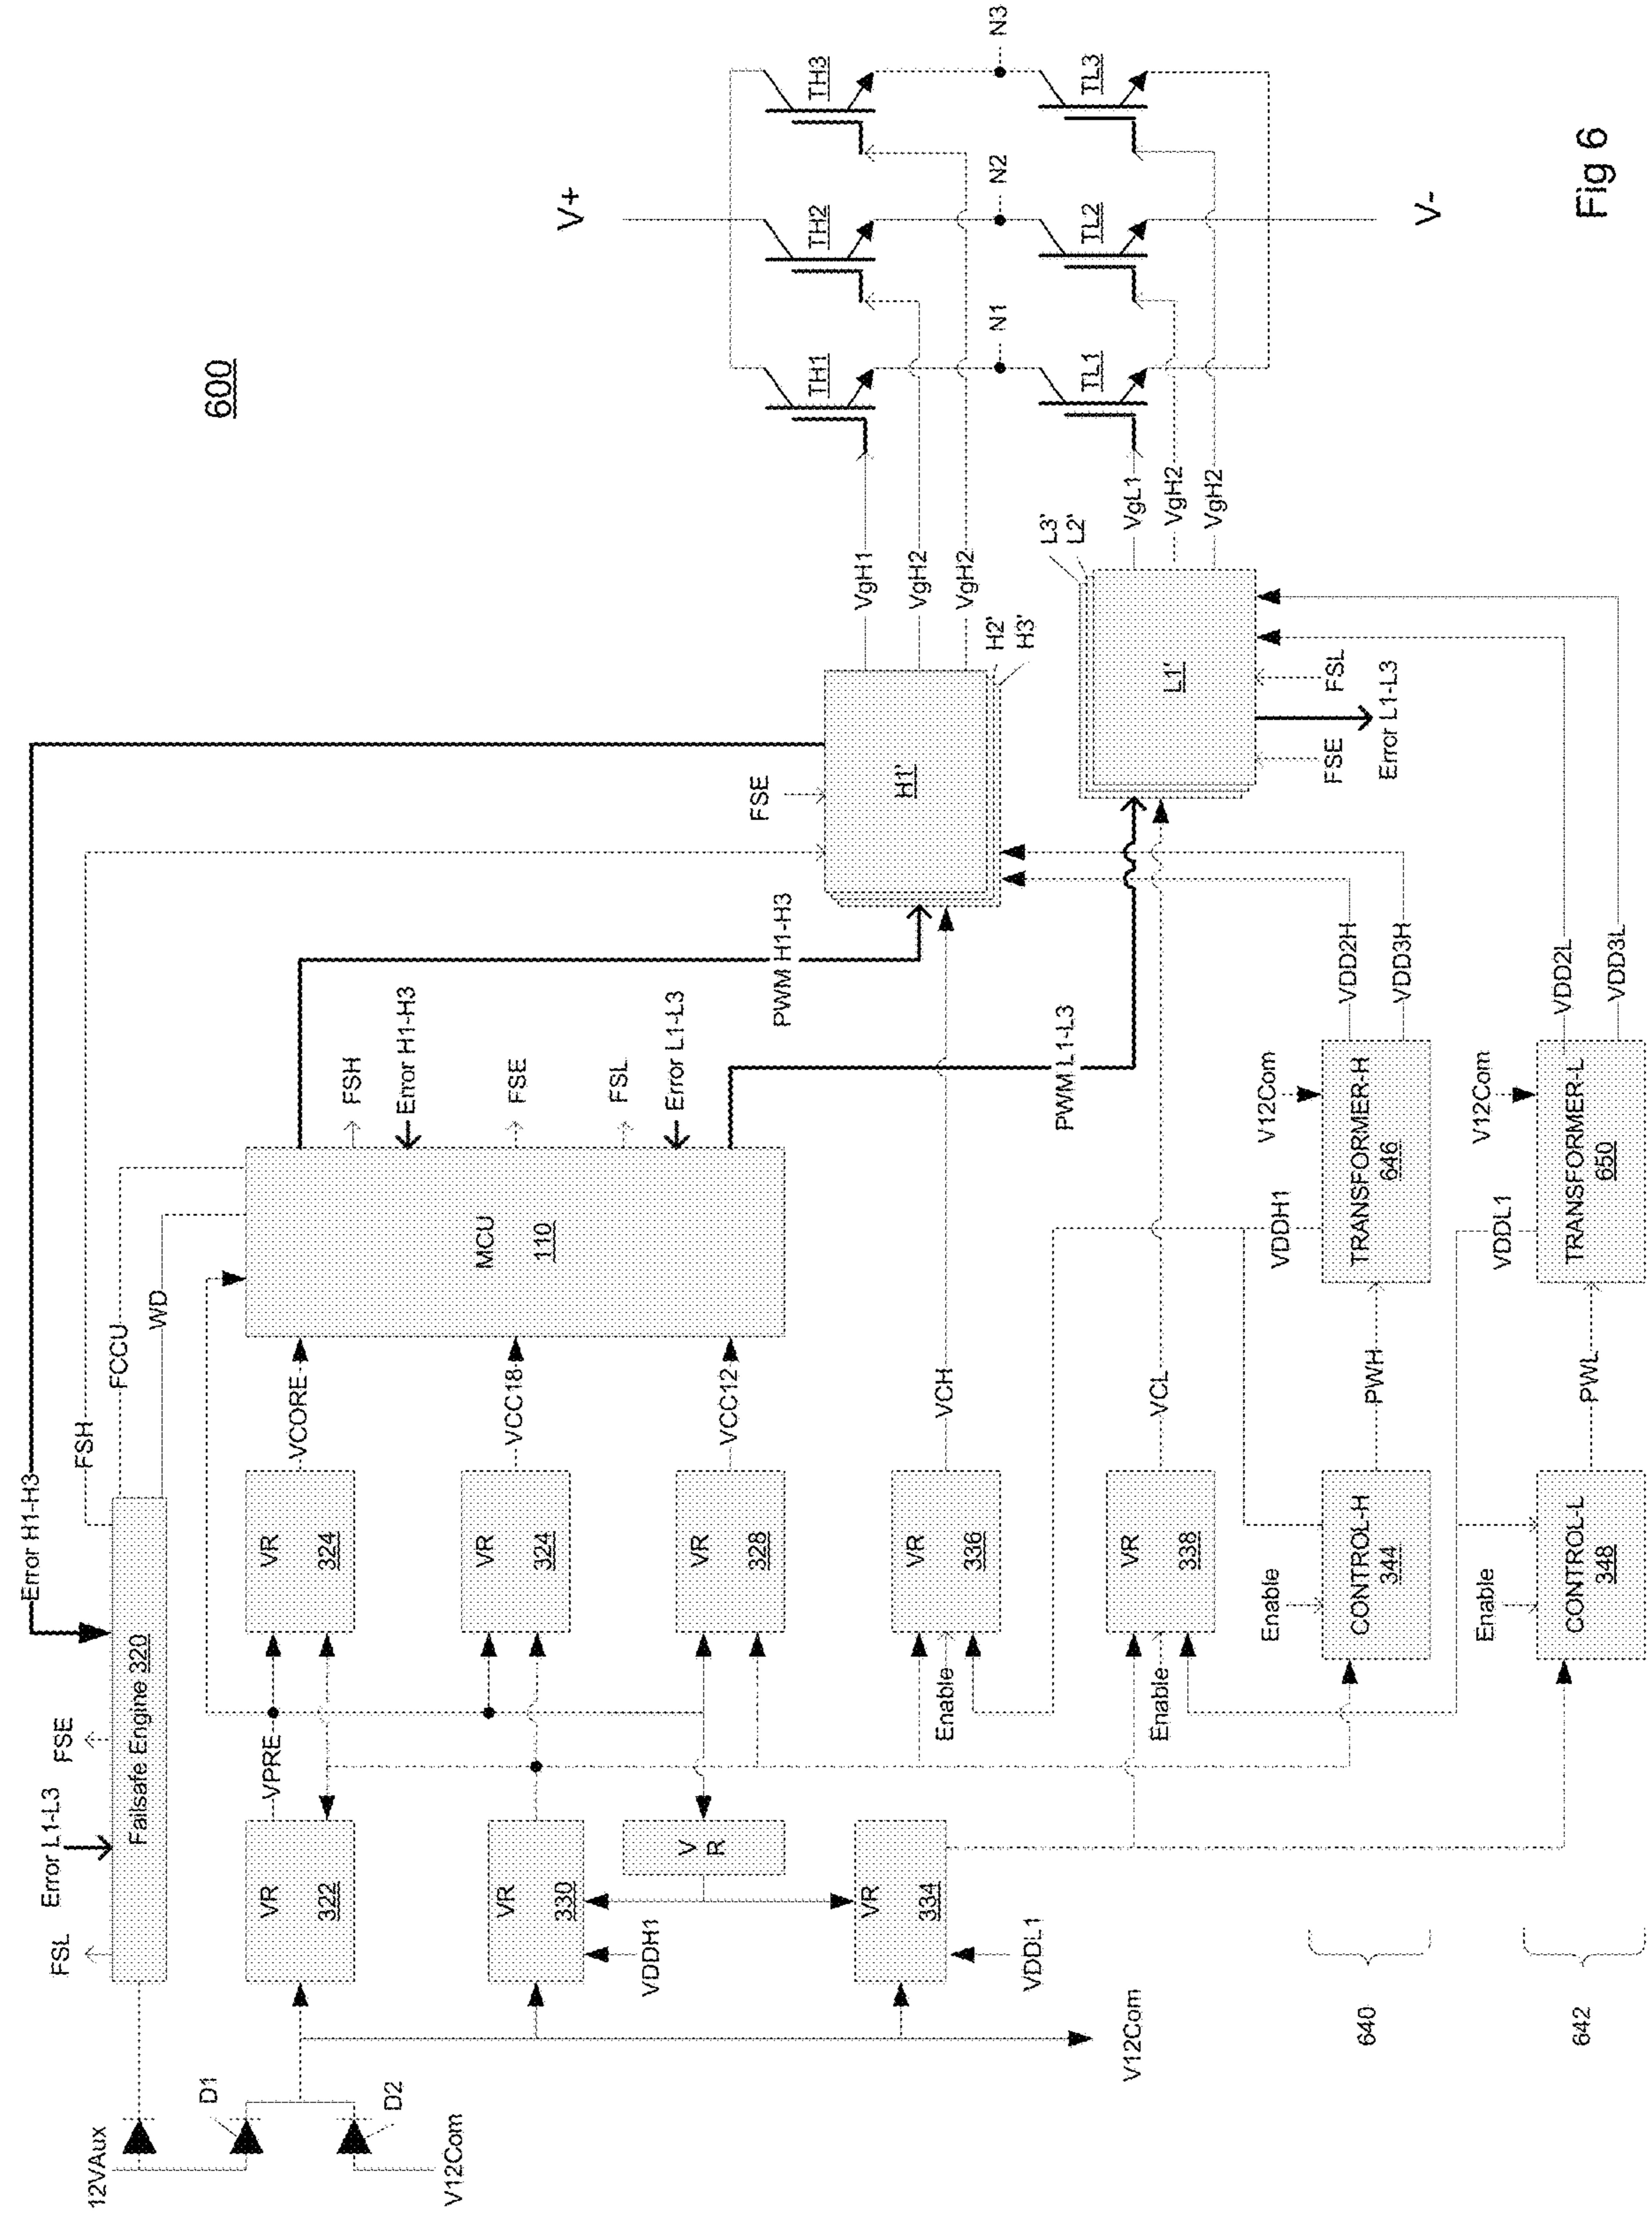 600
Fig 6
12VAux
D1
D2
V12Com
V12Com
FSL
Error L1-L3
FSE
Failsafe Engine 320
Error H1-H3
FSH
FCCU
WD
VR
322
VPRE
VR
330
VDDH1
V
R
VR
334
VDDL1
VR
324
VCORE
VR
324
VCC18
VR
328
VCC12
MCU
110
FSH
Error H1-H3
FSE
FSL
Error L1-L3
PWM H1-H3
PWM L1-L3
VR
336
Enable
VCH
VR
338
Enable
VCL
CONTROL-H
344
Enable
PWH
TRANSFORMER-H
646
VDDH1
V12Com
VDD2H
VDD3H
CONTROL-L
348
Enable
PWL
TRANSFORMER-L
650
VDDL1
V12Com
VDD2L
VDD3L
640
642
FSE
H1'
H2'
H3'
VgH1
VgH2
VgH2
L1'
L3'
L2'
FSE
FSL
Error L1-L3
VgL1
VgH2
VgH2
V+
TH1
TH2
TH3
N1
N2
N3
TL1
TL2
TL3
V-